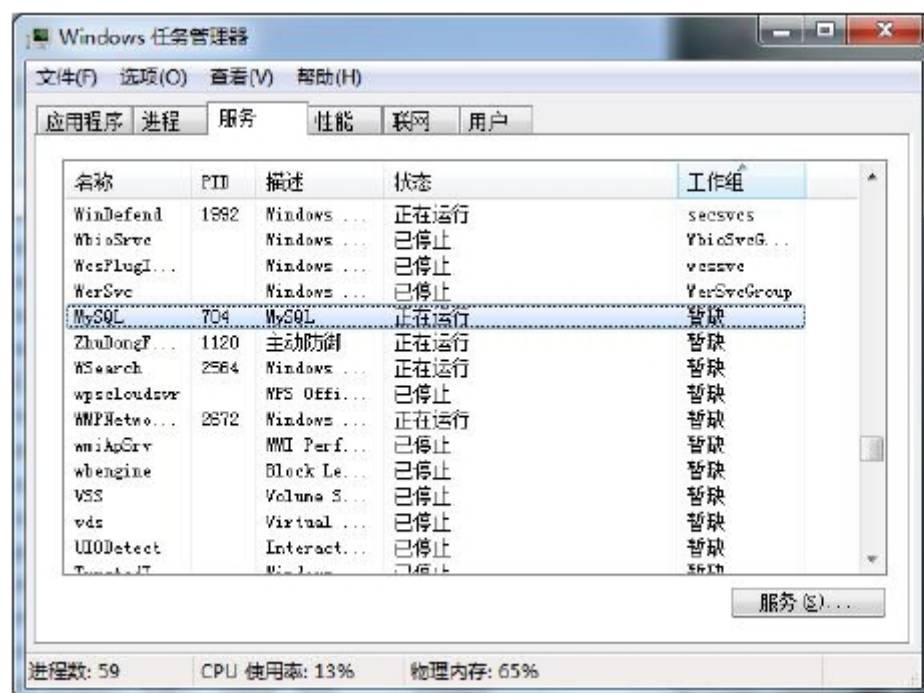 Windows 任务管理器
文件(F) 选项(O) 查看(V) 帮助(H)
应用程序 进程 服务 性能 联网 用户
名称 PID 描述 状态 工作组
WinDefend 1992 Windows ... 正在运行 secsvcs
WbioSrvc Windows ... 已停止 WbioSvcG...
WcsPlugI... Windows ... 已停止 wcssvc
WerSvc Windows ... 已停止 WerSvcGroup
MySQL 704 MySQL 正在运行 暂缺
ZhuDongF... 1120 主动防御 正在运行 暂缺
WSearch 2564 Windows ... 正在运行 暂缺
wpscloudsvr WPS Offi... 已停止 暂缺
WMPNetwo... 2672 Windows ... 正在运行 暂缺
wmiApSrv WMI Perf... 已停止 暂缺
wbengine Block Le... 已停止 暂缺
VSS Volume S... 已停止 暂缺
vds Virtual ... 已停止 暂缺
UI0Detect Interact... 已停止 暂缺
服务(S)...
进程数: 59 CPU 使用率: 13% 物理内存: 65%